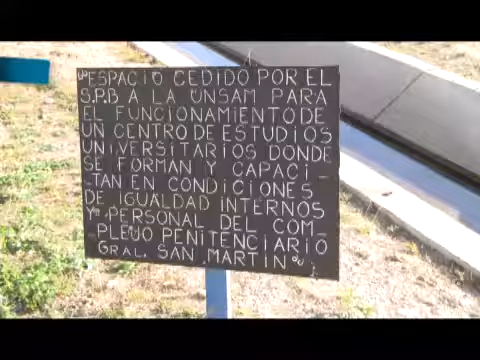 "ESPACIO CEDIDO POR EL
S.P.B A LA UNSAM PARA
EL FUNCIONAMIENTO DE
UN CENTRO DE ESTUDIOS
UNIVERSITARIOS DONDE
SE FORMAN Y CAPACI-
-TAN EN CONDICIONES
DE IGUALDAD INTERNOS
Y PERSONAL DEL COM-
-PLEJO PENITENCIARIO
GRAL. SAN MARTIN"